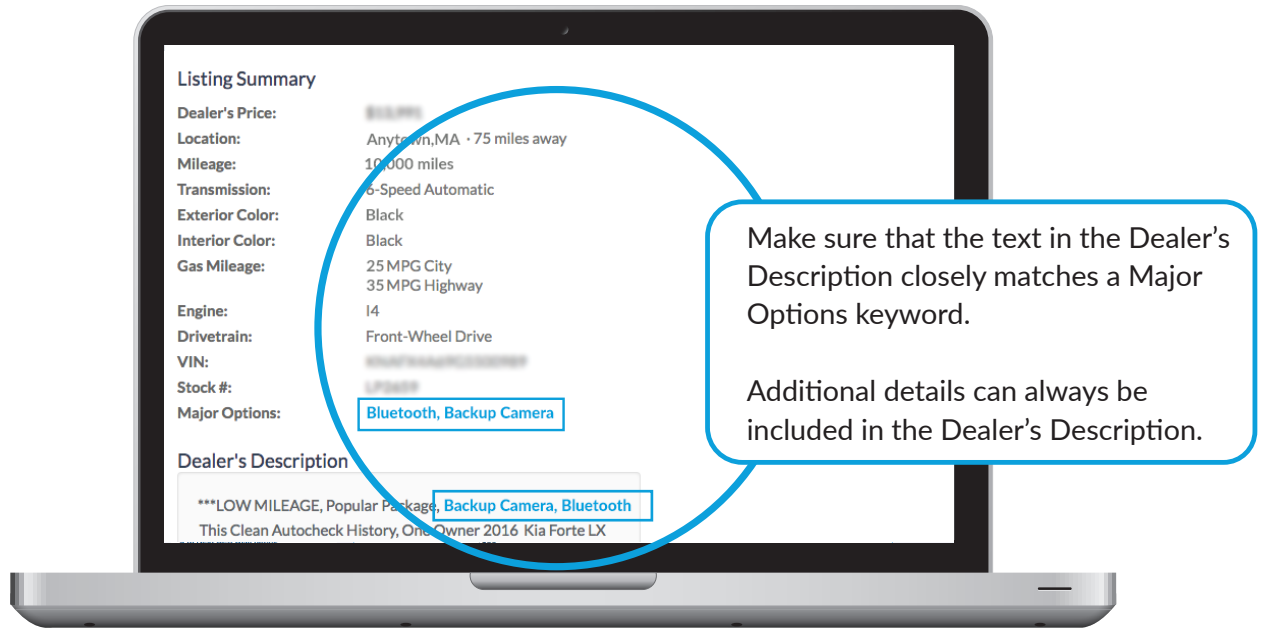 Listing Summary
Dealer's Price:
Location: Anytown,MA · 75 miles away
Mileage: 10,000 miles
Transmission: 6-Speed Automatic
Exterior Color: Black
Interior Color: Black
Gas Mileage: 25 MPG City
35 MPG Highway
Engine: I4
Drivetrain: Front-Wheel Drive
VIN:
Stock #:
Major Options: Bluetooth, Backup Camera
Dealer's Description
***LOW MILEAGE, Popular Package, Backup Camera, Bluetooth
This Clean Autocheck History, One Owner 2016 Kia Forte LX
Make sure that the text in the Dealer’s
Description closely matches a Major
Options keyword.
Additional details can always be
included in the Dealer’s Description.